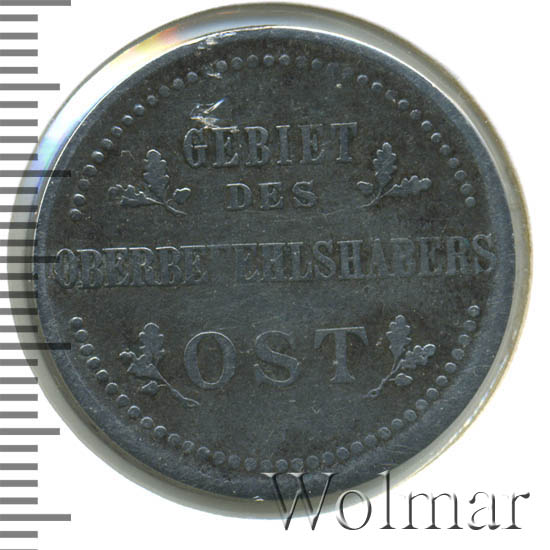 GEBIET
DES
OBERBEFEHLSHABERS
OST
Wolmar